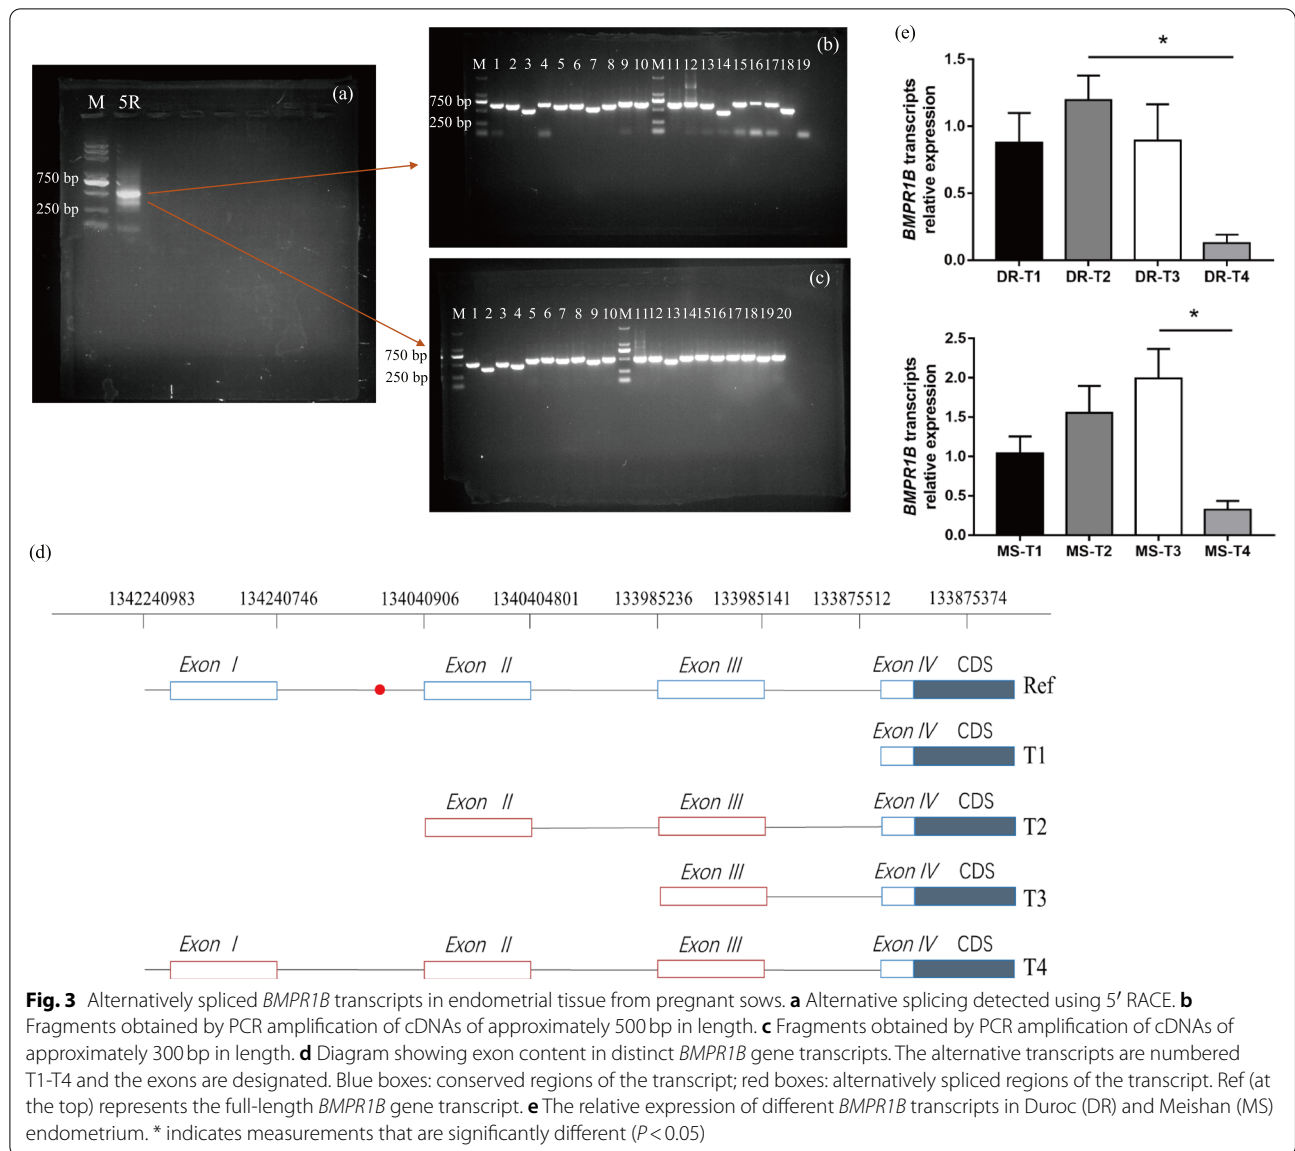 (a)
M 5R
750 bp
250 bp
(b)
M 1 2 3 4 5 6 7 8 9 10 M 11 12 13 14 15 16 17 18 19
750 bp
250 bp
(c)
M 1 2 3 4 5 6 7 8 9 10 M 11 12 13 14 15 16 17 18 19 20
750 bp
250 bp
(e)
BMPR1B transcripts
relative expression
1.5
1.0
0.5
0.0
*
DR-T1 DR-T2 DR-T3 DR-T4
BMPR1B transcripts
relative expression
2.5
2.0
1.5
1.0
0.5
0.0
*
MS-T1 MS-T2 MS-T3 MS-T4
(d)
1342240983 134240746 134040906 1340404801 133985236 133985141 133875512 133875374
Exon I Exon II Exon III Exon IV CDS
Ref
Exon IV CDS
T1
Exon II Exon III Exon IV CDS
T2
Exon III Exon IV CDS
T3
Exon I Exon II Exon III Exon IV CDS
T4
Fig. 3 Alternatively spliced BMPR1B transcripts in endometrial tissue from pregnant sows. a Alternative splicing detected using 5′ RACE. b
Fragments obtained by PCR amplification of cDNAs of approximately 500 bp in length. c Fragments obtained by PCR amplification of cDNAs of
approximately 300 bp in length. d Diagram showing exon content in distinct BMPR1B gene transcripts. The alternative transcripts are numbered
T1-T4 and the exons are designated. Blue boxes: conserved regions of the transcript; red boxes: alternatively spliced regions of the transcript. Ref (at
the top) represents the full-length BMPR1B gene transcript. e The relative expression of different BMPR1B transcripts in Duroc (DR) and Meishan (MS)
endometrium. * indicates measurements that are significantly different (P < 0.05)